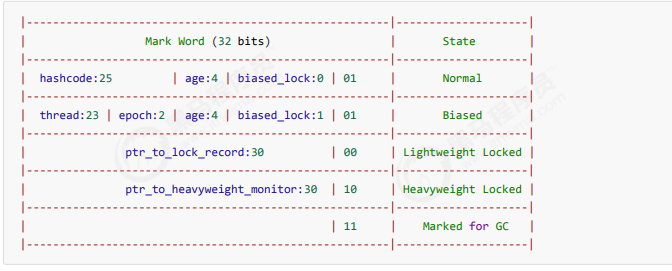 |-------------------------------------------------------|--------------------|
| Mark Word (32 bits) | State |
|-------------------------------------------------------|--------------------|
| hashcode:25 | age:4 | biased_lock:0 | 01 | Normal |
|-------------------------------------------------------|--------------------|
| thread:23 | epoch:2 | age:4 | biased_lock:1 | 01 | Biased |
|-------------------------------------------------------|--------------------|
| ptr_to_lock_record:30 | 00 | Lightweight Locked |
|-------------------------------------------------------|--------------------|
| ptr_to_heavyweight_monitor:30 | 10 | Heavyweight Locked |
|-------------------------------------------------------|--------------------|
| | 11 | Marked for GC |
|-------------------------------------------------------|--------------------|